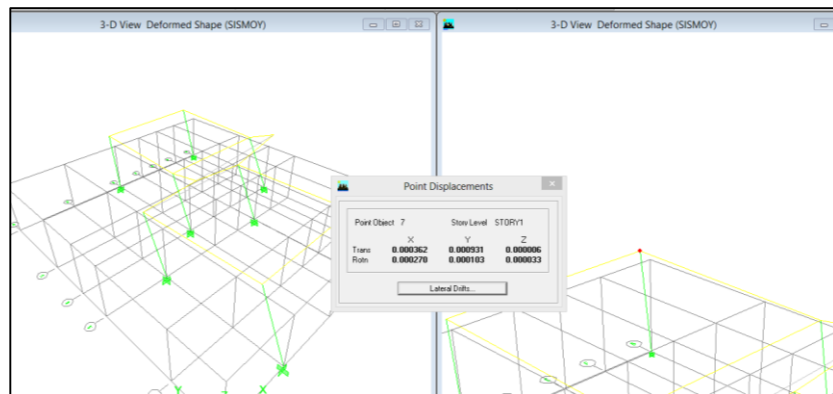 3-D View Deformed Shape (SISMOY)
3-D View Deformed Shape (SISMOY)
Point Displacements
Point Object 7 Story Level STORY1
X Y Z
Trans 0.000362 0.000931 0.000006
Rotn 0.000270 0.000103 0.000033
Lateral Drifts...
Y X